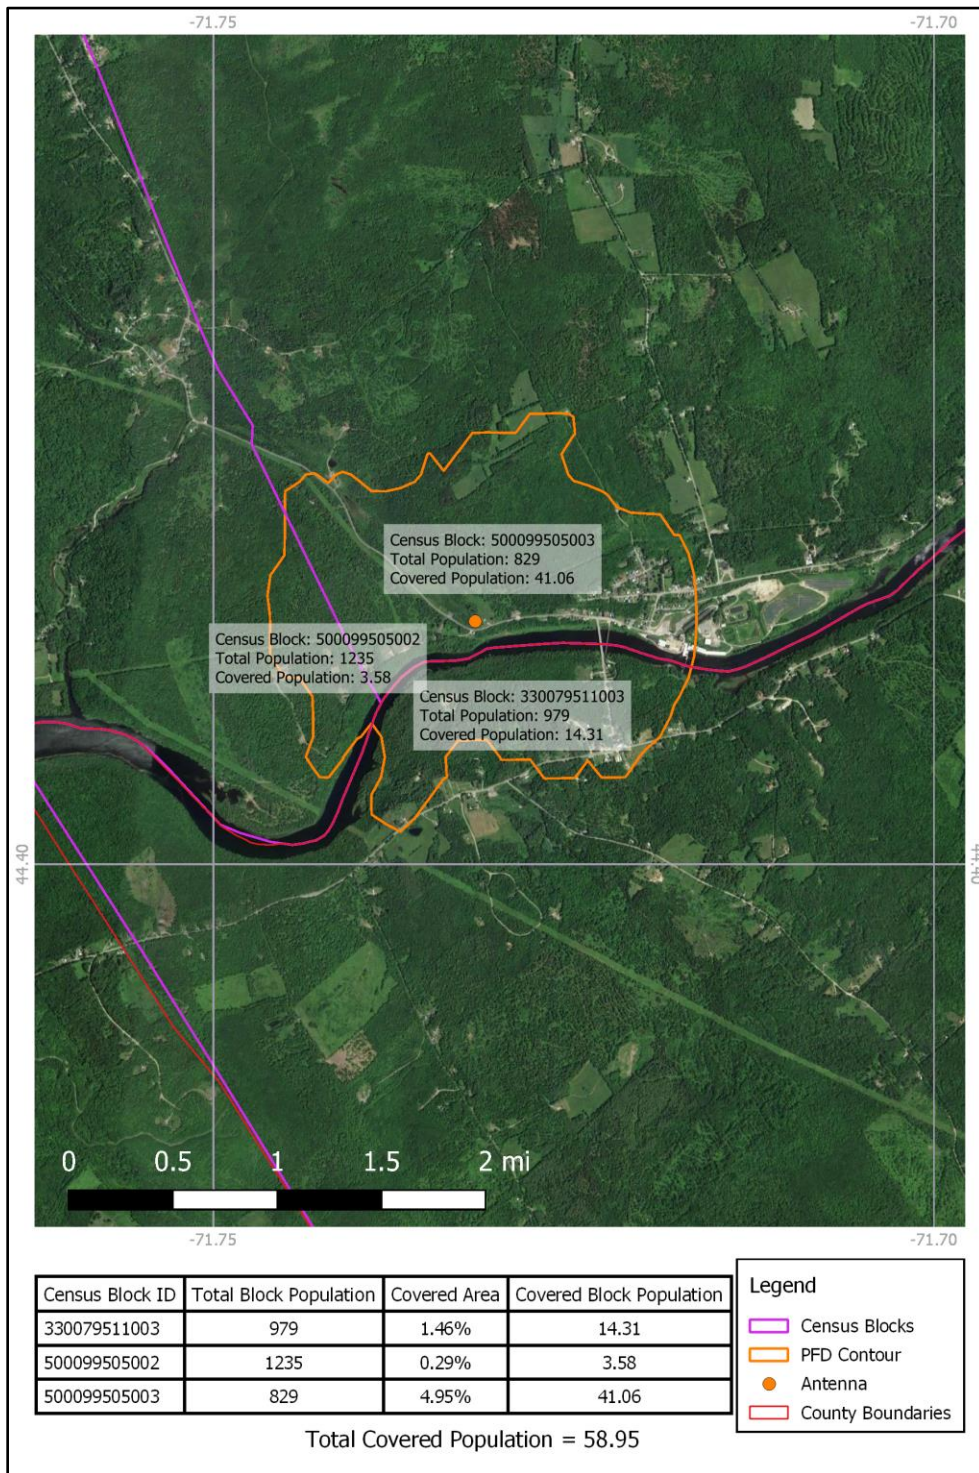 -71.75 -71.70
Census Block: 500099505003
Total Population: 829
Covered Population: 41.06
Census Block: 500099505002
Total Population: 1235
Covered Population: 3.58
Census Block: 330079511003
Total Population: 979
Covered Population: 14.31
44.40 44.40
0 0.5 1 1.5 2 mi
-71.75 -71.70
Census Block ID Total Block Population Covered Area Covered Block Population
330079511003 979 1.46% 14.31
500099505002 1235 0.29% 3.58
500099505003 829 4.95% 41.06
Total Covered Population = 58.95
Legend
Census Blocks
PFD Contour
Antenna
County Boundaries